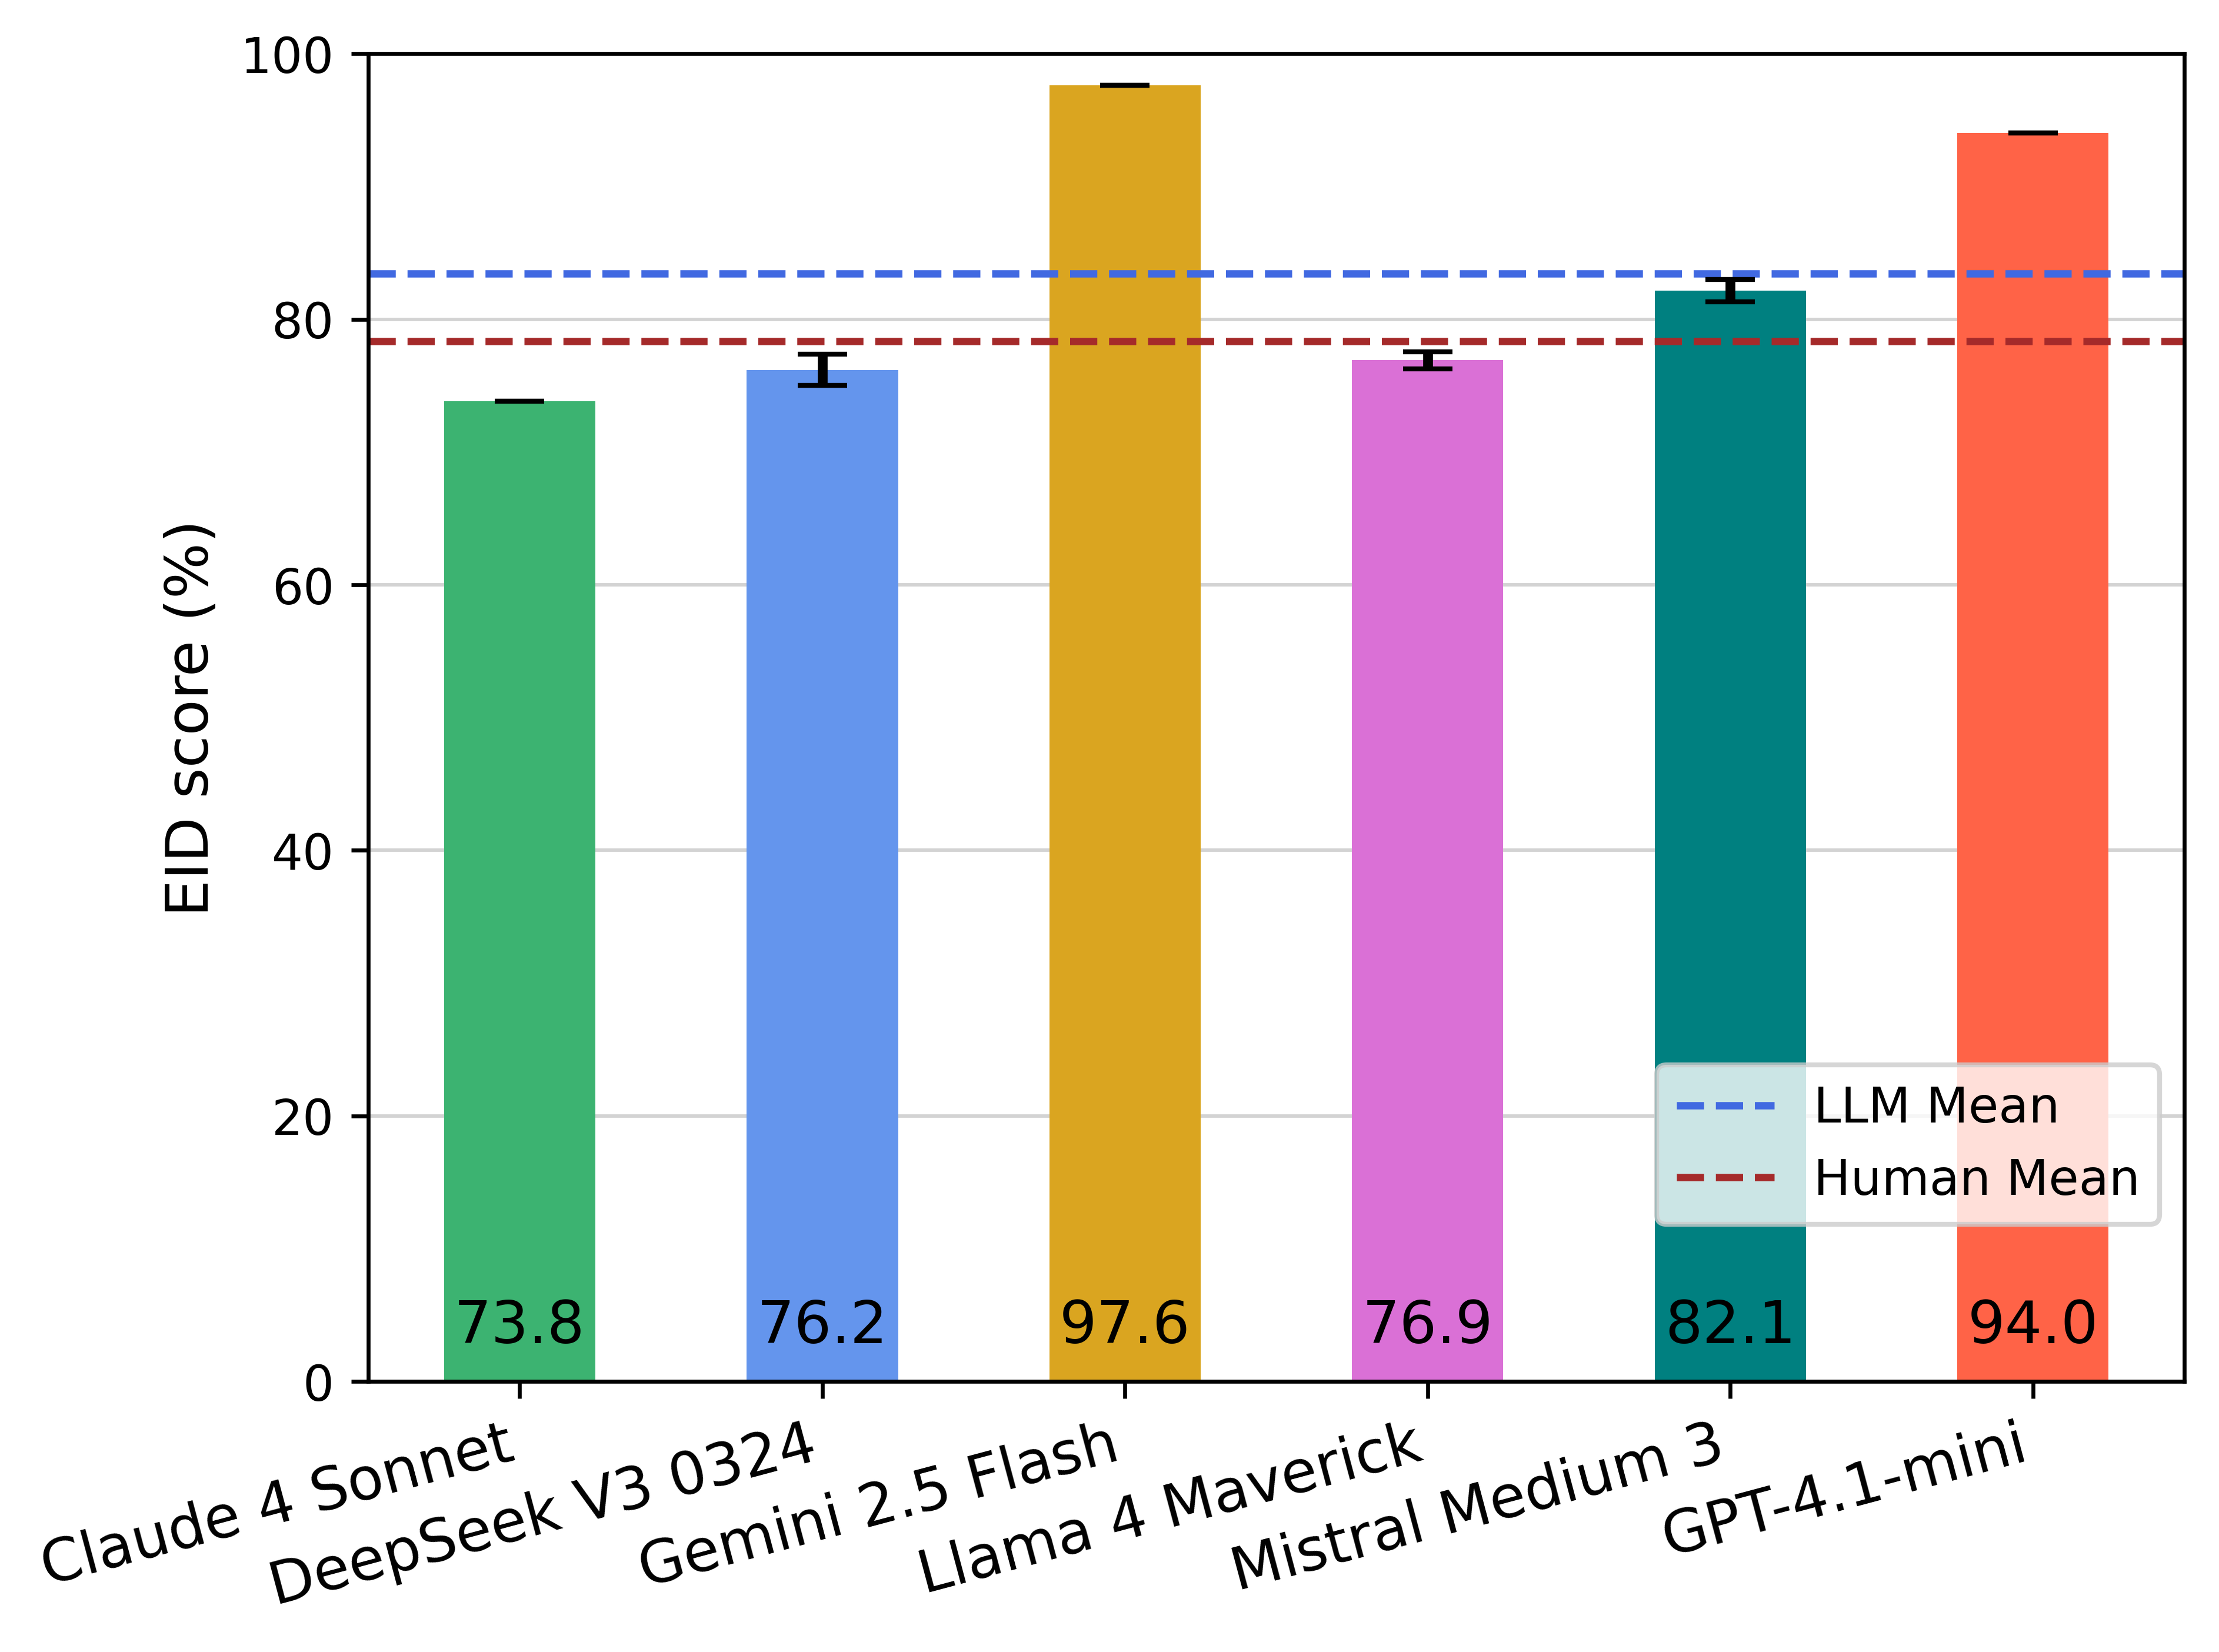 EID score (%)
100
80
60
40
20
0
LLM Mean
Human Mean
73.8
76.2
97.6
76.9
82.1
94.0
Claude 4 Sonnet
DeepSeek V3 0324
Gemini 2.5 Flash
Llama 4 Maverick
Mistral Medium 3
GPT-4.1-mini